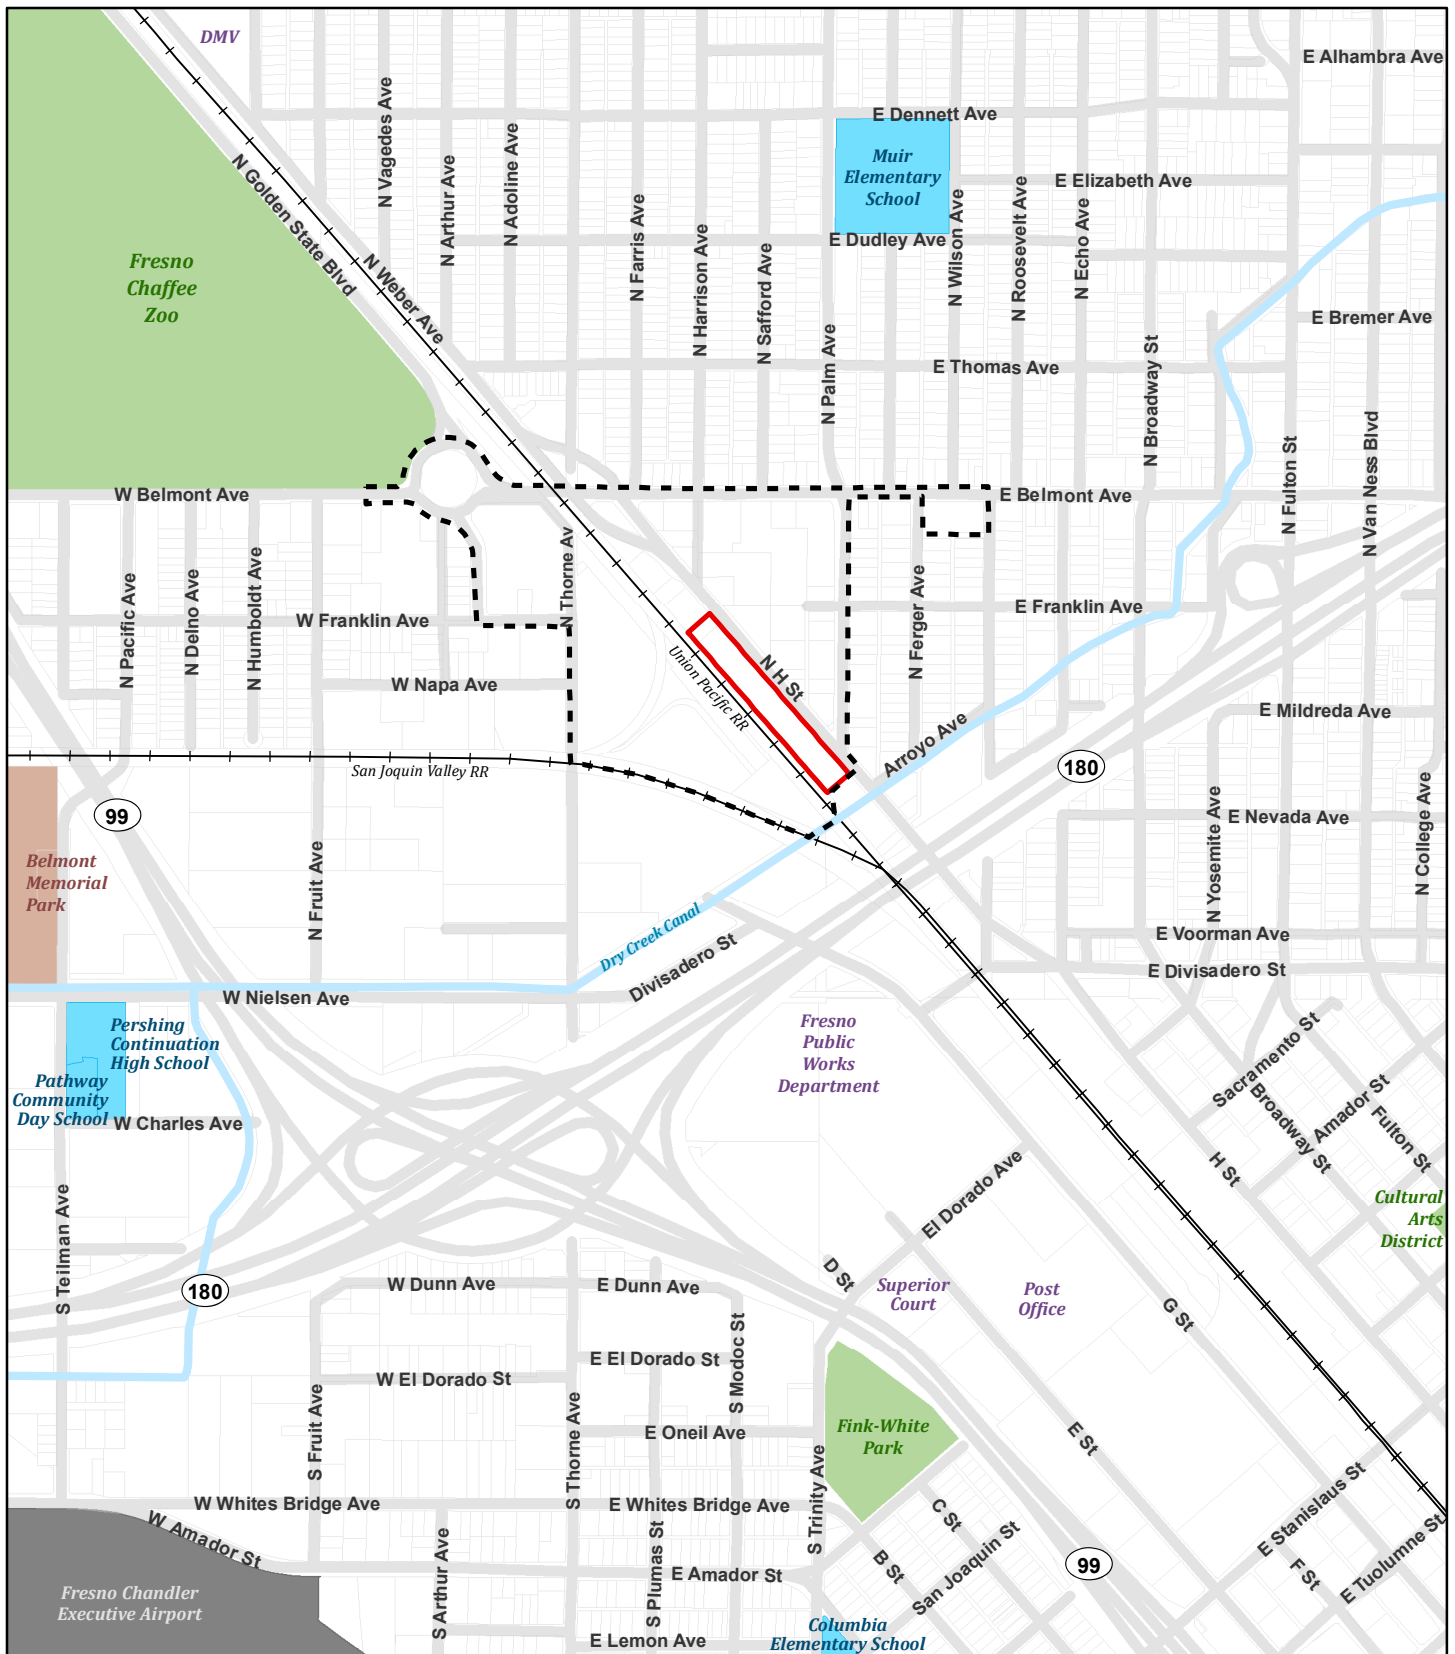 DMV
E Alhambra Ave
E Dennett Ave
N Vagedes Ave
N Arthur Ave
N Adoline Ave
Muir
Elementary
School
E Elizabeth Ave
N Golden State Blvd
N Weber Ave
N Farris Ave
N Harrison Ave
N Safford Ave
N Palm Ave
E Dudley Ave
N Wilson Ave
N Roosevelt Ave
N Echo Ave
Fresno
Chaffee
Zoo
E Bremer Ave
E Thomas Ave
N Broadway St
N Fulton St
N Van Ness Blvd
W Belmont Ave
E Belmont Ave
N Pacific Ave
N Delno Ave
N Humboldt Ave
N Thorne Av
W Franklin Ave
N Ferger Ave
E Franklin Ave
W Napa Ave
Union Pacific RR
N H St
E Mildreda Ave
Arroyo Ave
San Joquin Valley RR
180
99
E Nevada Ave
N Yosemite Ave
N College Ave
Belmont
Memorial
Park
N Fruit Ave
Dry Creek Canal
Divisadero St
E Voorman Ave
E Divisadero St
W Nielsen Ave
Pershing
Continuation
High School
Pathway
Community
Day School
W Charles Ave
Fresno
Public
Works
Department
Sacramento St
Broadway St
Amador St
Fulton St
H St
El Dorado Ave
Cultural
Arts
District
S Teilman Ave
180
W Dunn Ave
E Dunn Ave
D St
Superior
Court
Post
Office
G St
S Modoc St
E El Dorado St
W El Dorado St
S Fruit Ave
S Thorne Ave
E Oneil Ave
Fink-White
Park
E St
S Trinity Ave
W Whites Bridge Ave
E Whites Bridge Ave
W Amador St
S Arthur Ave
S Plumas St
C St
B St
San Joaquin St
E Stanislaus St
F St
E Tuolumne St
E Amador St
99
Fresno Chandler
Executive Airport
E Lemon Ave
Columbia
Elementary School